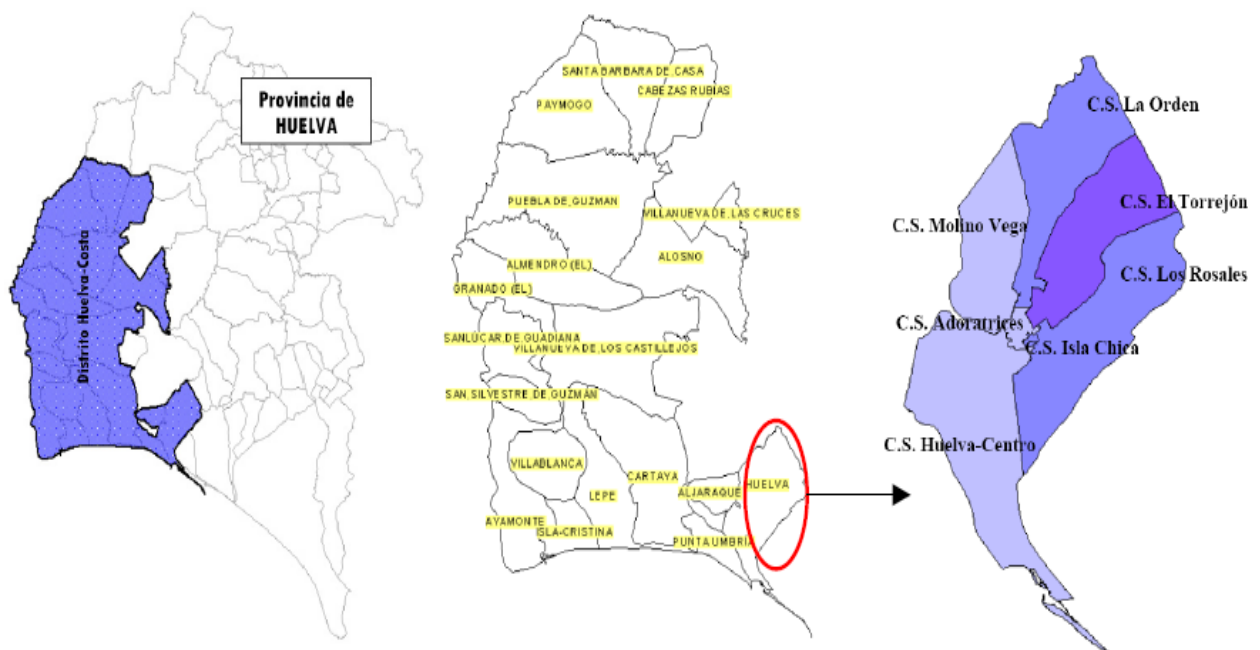 Provincia de
HUELVA
Distrito Huelva-Costa
SANTA BARBARA DE CASA
CABEZAS RUBIAS
PAYMOGO
PUEBLA DE GUZMAN
VILLANUEVA DE LAS CRUCES
ALMENDRO (EL)
ALOSNO
GRANADO (EL)
SANLÚCAR DE GUADIANA
VILLANUEVA DE LOS CASTILLEJOS
SAN SILVESTRE DE GUZMÁN
VILLABLANCA
CARTAYA
LEPE
ALJARAQUE
HUELVA
AYAMONTE
ISLA-CRISTINA
PUNTA UMBRÍA
C.S. La Orden
C.S. El Torrejón
C.S. Molino Vega
C.S. Los Rosales
C.S. Adoratrices
C.S. Isla Chica
C.S. Huelva-Centro